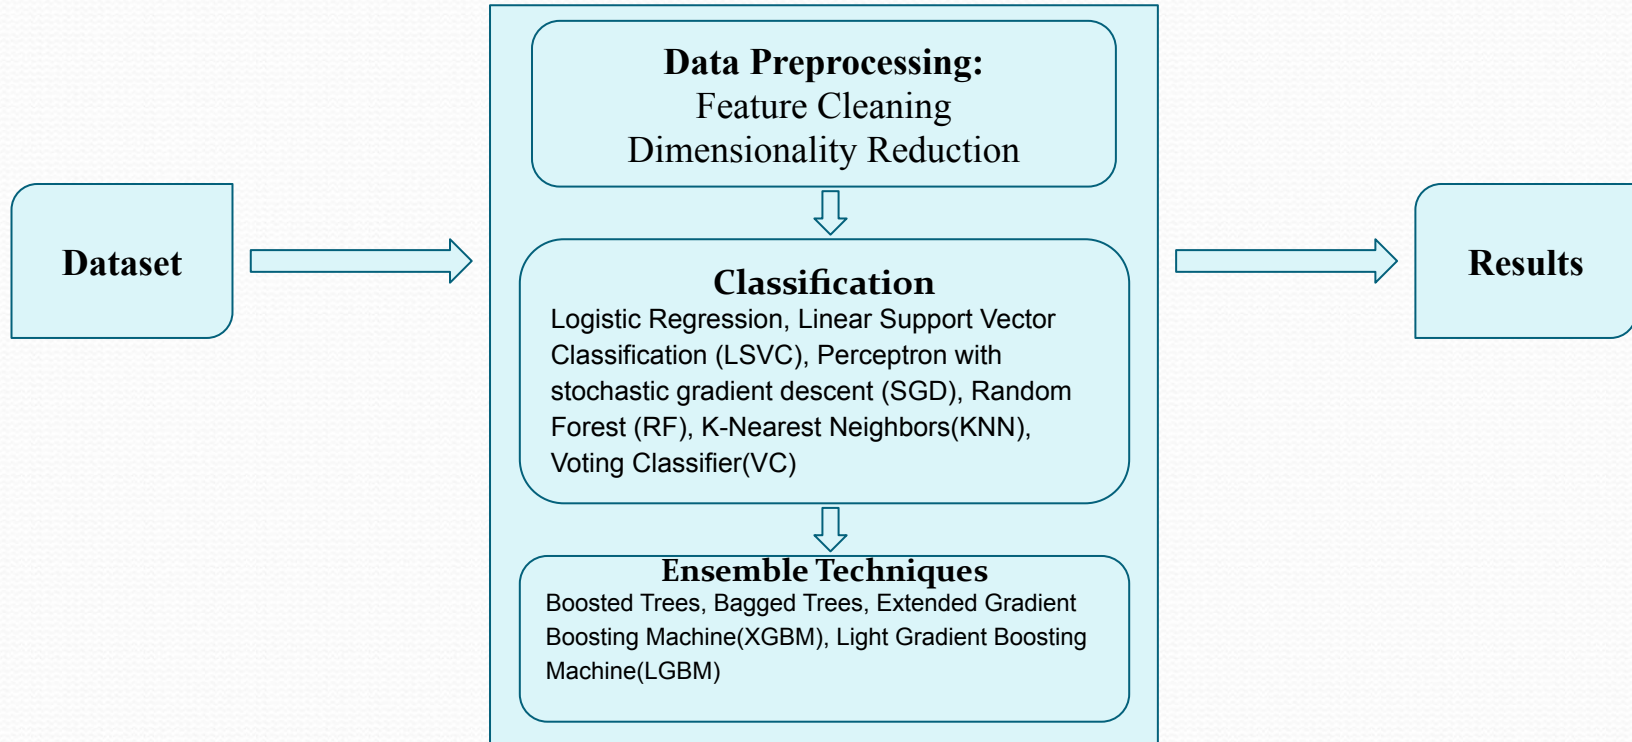 Dataset
Data Preprocessing:
Feature Cleaning
Dimensionality Reduction
Classification
Logistic Regression, Linear Support Vector
Classification (LSVC), Perceptron with
stochastic gradient descent (SGD), Random
Forest (RF), K-Nearest Neighbors(KNN),
Voting Classifier(VC)
Ensemble Techniques
Boosted Trees, Bagged Trees, Extended Gradient
Boosting Machine(XGBM), Light Gradient Boosting
Machine(LGBM)
Results